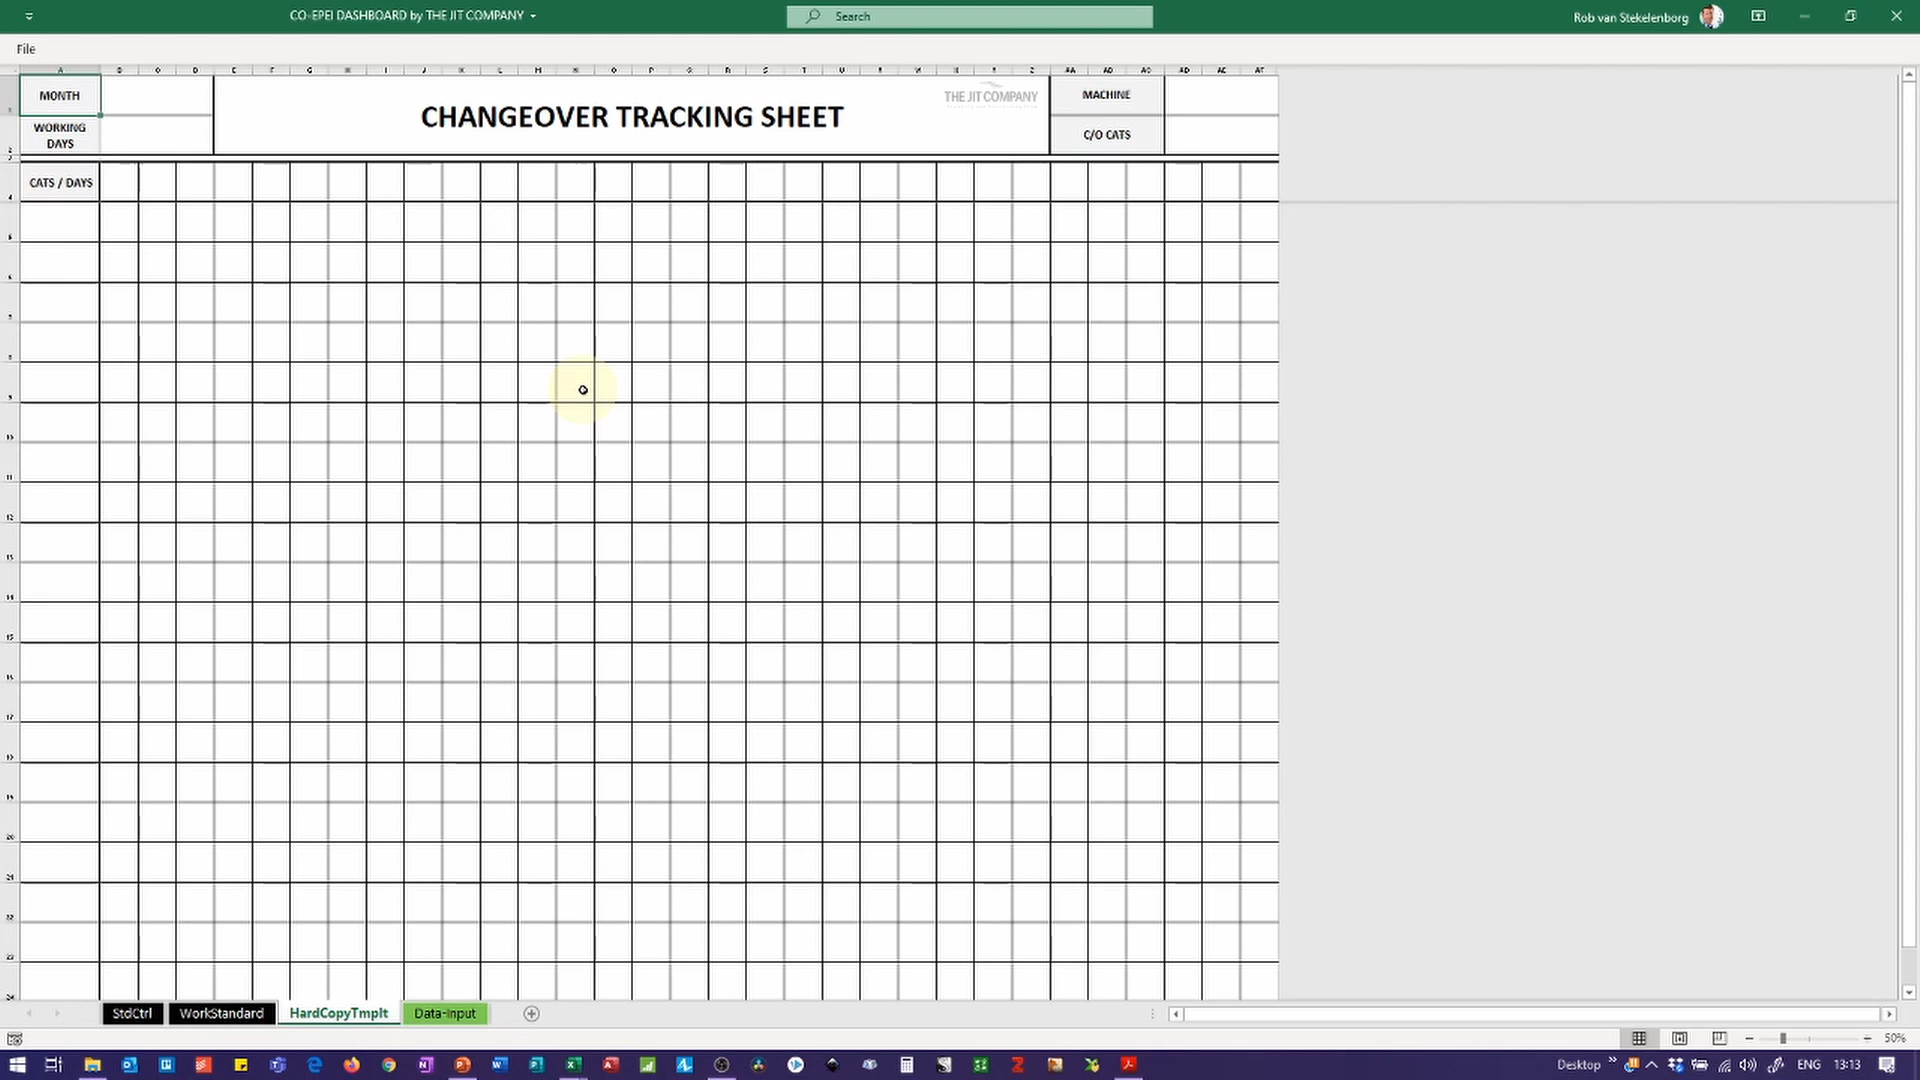 CO-EPEI DASHBOARD by THE JIT COMPANY
Search
Rob van Stekelenborg
File
MONTH
WORKING
DAYS
CHANGEOVER TRACKING SHEET
THE JIT COMPANY
MACHINE
C/O CATS
CATS / DAYS
StdCtrl
WorkStandard
HardCopyTmplt
Data-Input
50%
Desktop
ENG
13:13